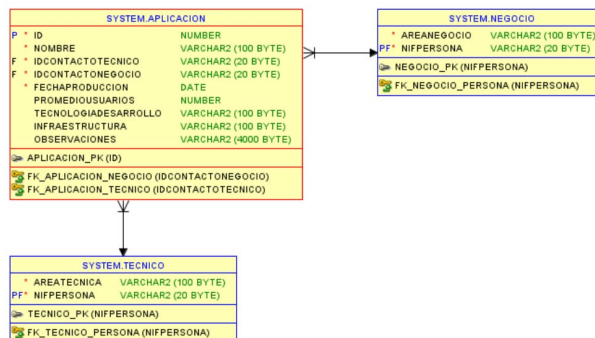 SYSTEM.APLICACION
P * ID NUMBER
* NOMBRE VARCHAR2 (100 BYTE)
F * IDCONTACTOTECNICO VARCHAR2 (20 BYTE)
F * IDCONTACTONEGOCIO VARCHAR2 (20 BYTE)
* FECHAPRODUCCION DATE
PROMEDIOUSUARIOS NUMBER
TECNOLOGIADESARROLLO VARCHAR2 (100 BYTE)
INFRAESTRUCTURA VARCHAR2 (100 BYTE)
OBSERVACIONES VARCHAR2 (4000 BYTE)
APLICACION_PK (ID)
FK_APLICACION_NEGOCIO (IDCONTACTONEGOCIO)
FK_APLICACION_TECNICO (IDCONTACTOTECNICO)
SYSTEM.NEGOCIO
* AREANEGOCIO VARCHAR2 (100 BYTE)
PF* NIFPERSONA VARCHAR2 (20 BYTE)
NEGOCIO_PK (NIFPERSONA)
FK_NEGOCIO_PERSONA (NIFPERSONA)
SYSTEM.TECNICO
* AREATECNICA VARCHAR2 (100 BYTE)
PF* NIFPERSONA VARCHAR2 (20 BYTE)
TECNICO_PK (NIFPERSONA)
FK_TECNICO_PERSONA (NIFPERSONA)